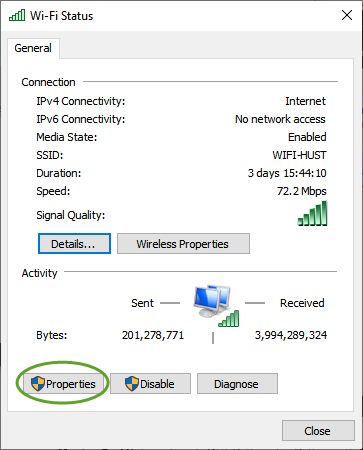 Wi-Fi Status
General
Connection
IPv4 Connectivity: Internet
IPv6 Connectivity: No network access
Media State: Enabled
SSID: WIFI-HUST
Duration: 3 days 15:44:10
Speed: 72.2 Mbps
Signal Quality:
Details... Wireless Properties
Activity
Sent Received
Bytes: 201,278,771 3,994,289,324
Properties Disable Diagnose
Close